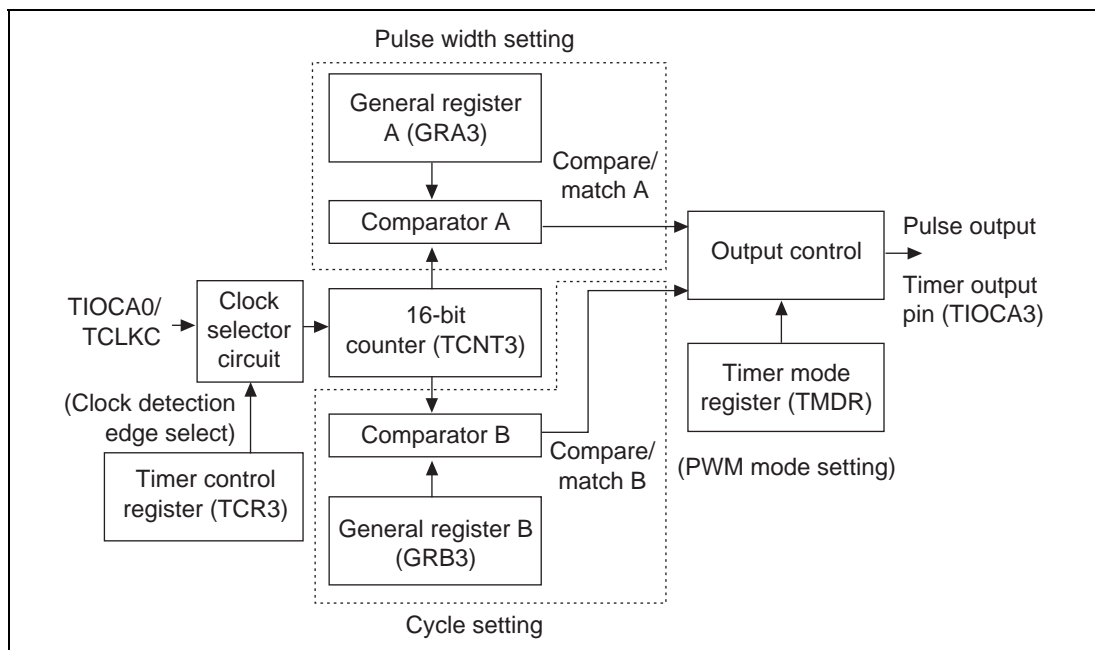 Pulse width setting
General register
A (GRA3)
Compare/
match A
Comparator A
Output control
Pulse output
Timer output
pin (TIOCA3)
TIOCA0/
TCLKC
Clock
selector
circuit
16-bit
counter (TCNT3)
Timer mode
register (TMDR)
(Clock detection
edge select)
Comparator B
Compare/
match B
(PWM mode setting)
Timer control
register (TCR3)
General register B
(GRB3)
Cycle setting